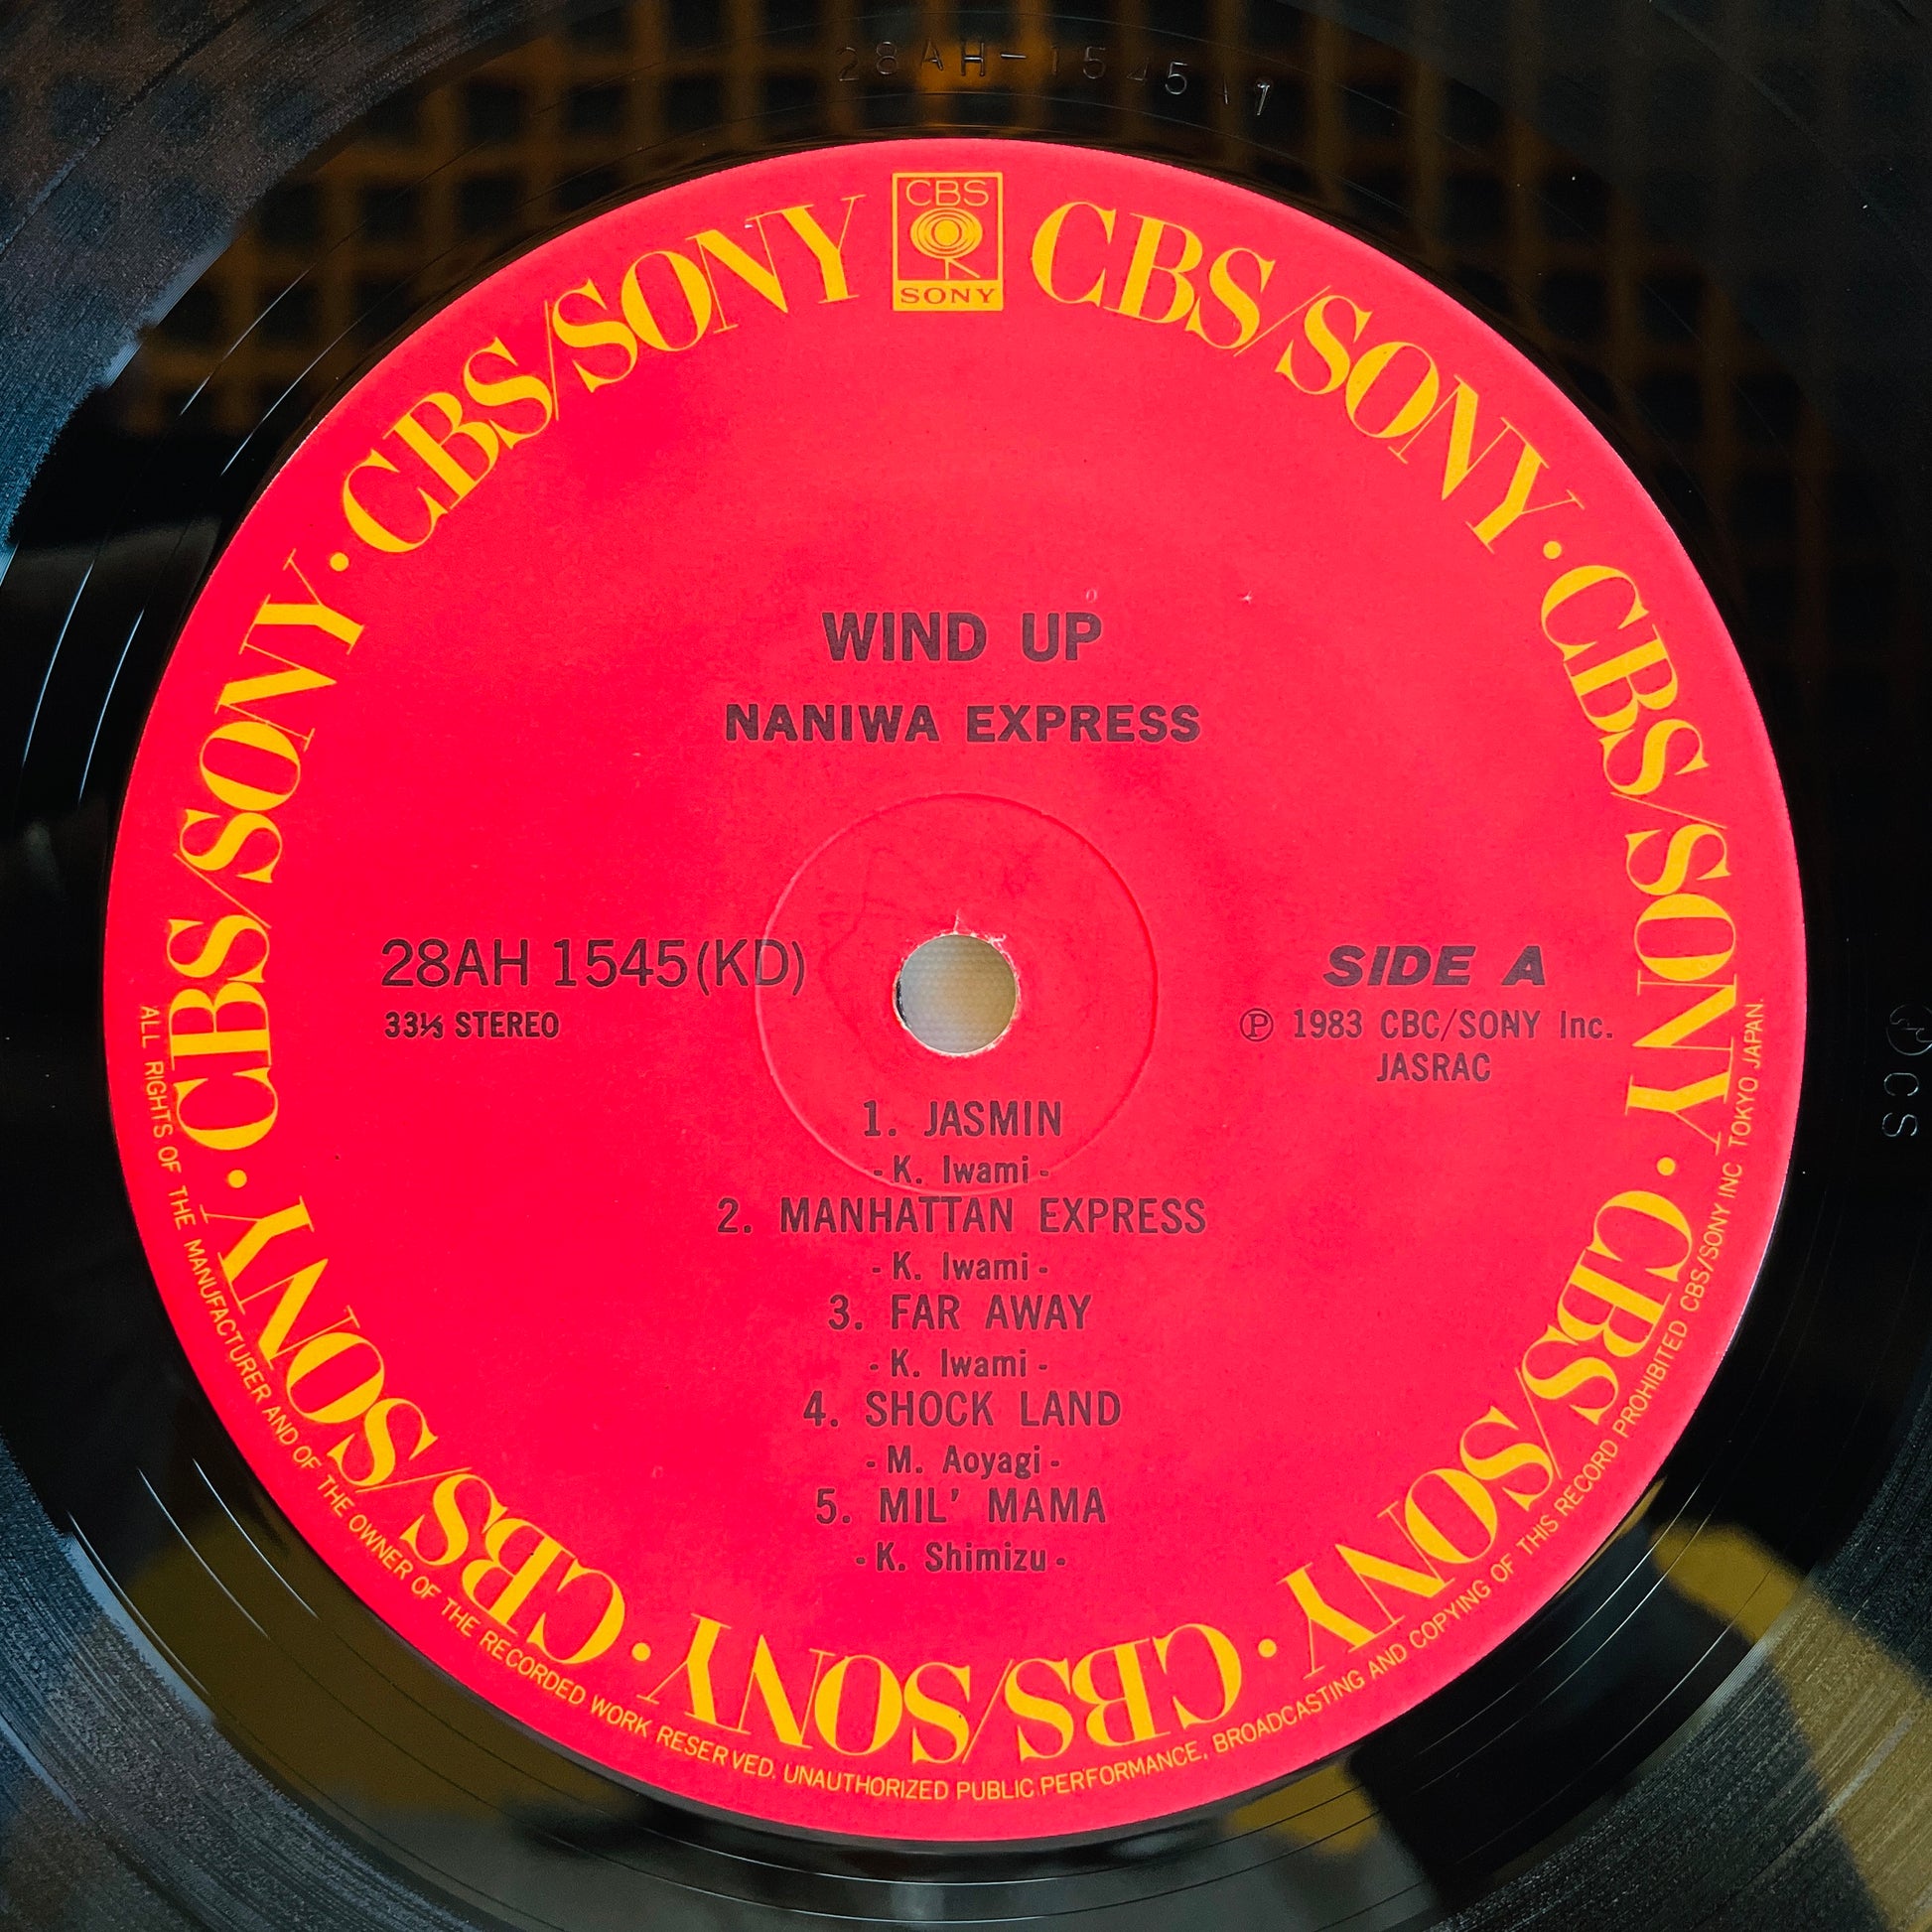 28AH-1545A1
CBS
SONY
CBS/SONY · CBS/SONY · CBS/SONY · CBS/SONY · CBS/SONY · CBS/SONY · CBS/SONY · CBS/SONY
WIND UP
NANIWA EXPRESS
28AH 1545(KD)
33⅓ STEREO
SIDE A
Ⓟ 1983 CBC/SONY Inc.
JASRAC
1. JASMIN
- K. Iwami -
2. MANHATTAN EXPRESS
- K. Iwami -
3. FAR AWAY
- K. Iwami -
4. SHOCK LAND
- M. Aoyagi -
5. MIL' MAMA
- K. Shimizu -
ALL RIGHTS OF THE MANUFACTURER AND OF THE OWNER OF THE RECORDED WORK RESERVED. UNAUTHORIZED PUBLIC PERFORMANCE, BROADCASTING AND COPYING OF THIS RECORD PROHIBITED CBS/SONY INC TOKYO JAPAN.